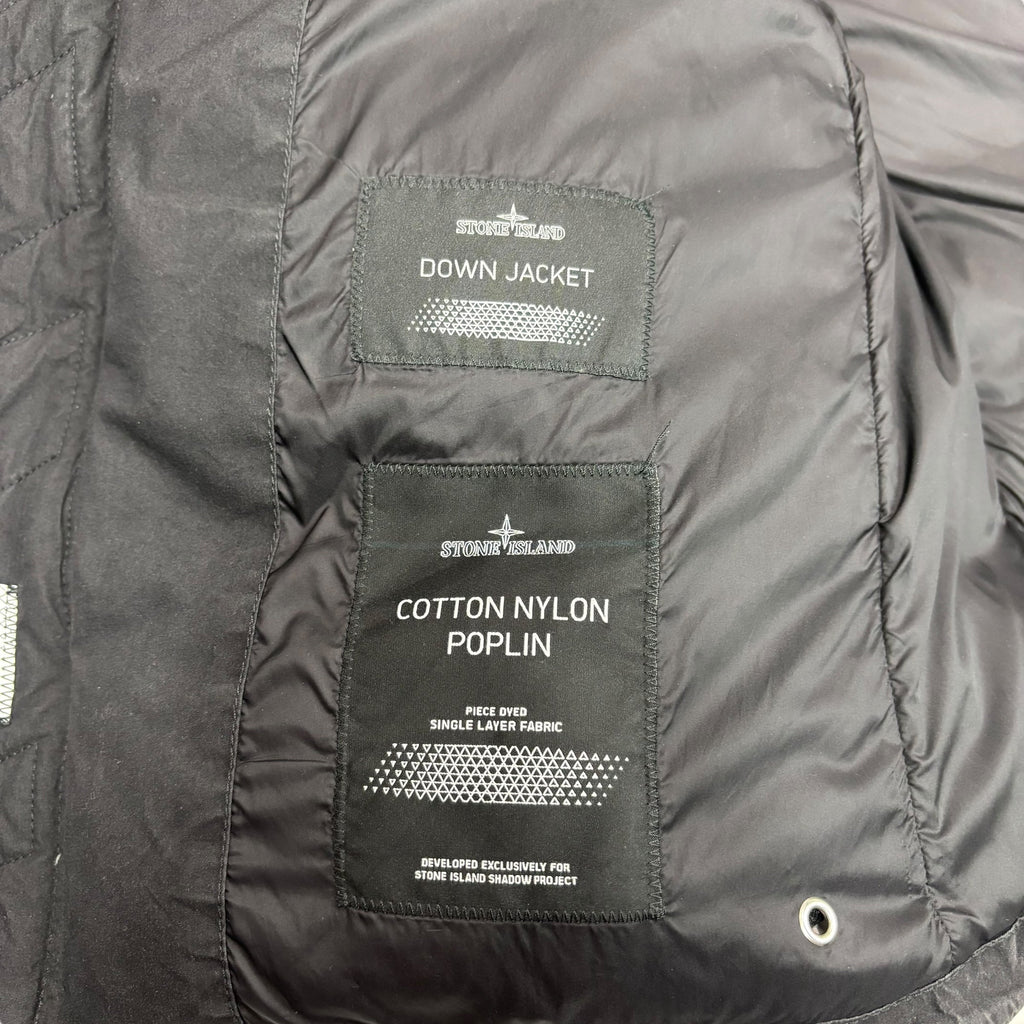 STONE ISLAND
DOWN JACKET
STONE ISLAND
COTTON NYLON
POPLIN
PIECE DYED
SINGLE LAYER FABRIC
DEVELOPED EXCLUSIVELY FOR
STONE ISLAND SHADOW PROJECT